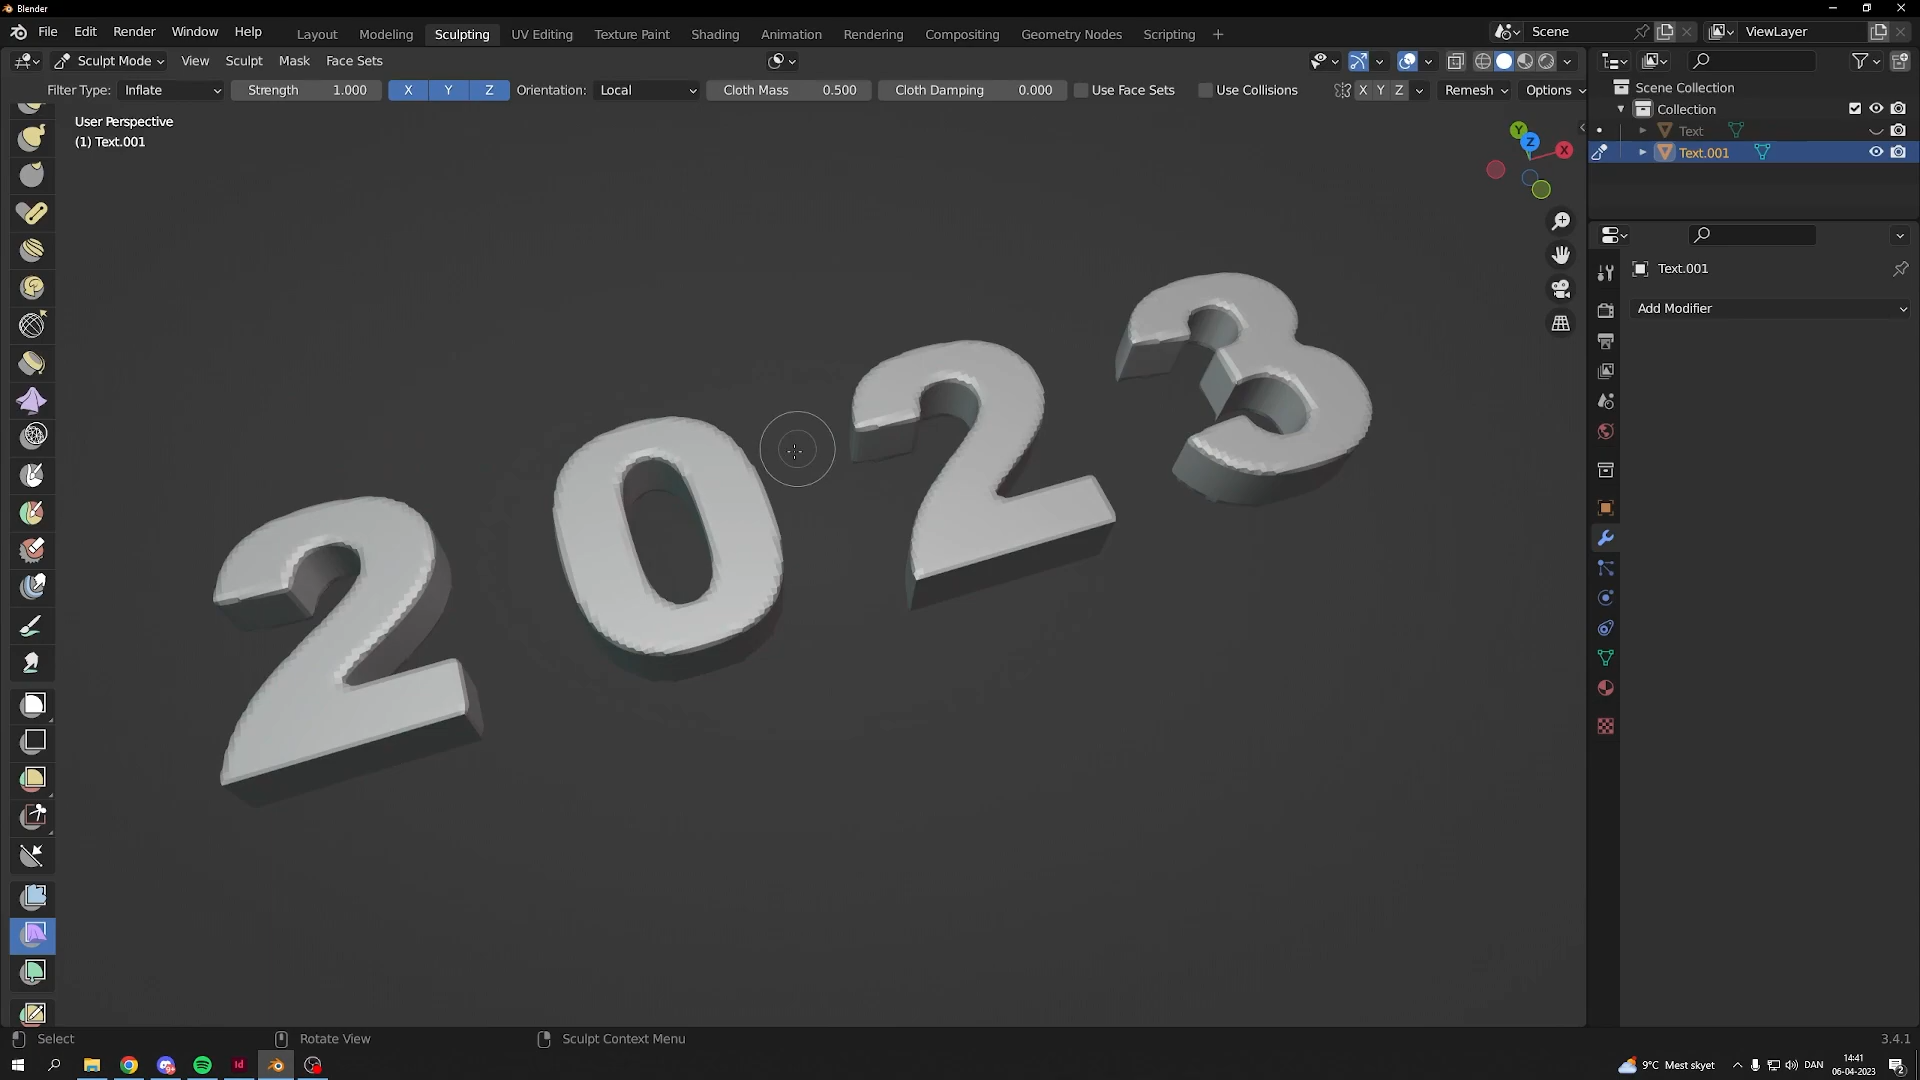 Blender
File Edit Render Window Help Layout Modeling Sculpting UV Editing Texture Paint Shading Animation Rendering Compositing Geometry Nodes Scripting + Scene ViewLayer
Sculpt Mode View Sculpt Mask Face Sets
Filter Type: Inflate Strength 1.000 X Y Z Orientation: Local Cloth Mass 0.500 Cloth Damping 0.000 Use Face Sets Use Collisions X Y Z Remesh Options
Scene Collection
Collection
Text
Text.001
User Perspective
(1) Text.001
Y
Z
X
Text.001
Add Modifier
2023
Select Rotate View Sculpt Context Menu 3.4.1
Id 9°C Mest skyet DAN 14:41
06-04-2023
2